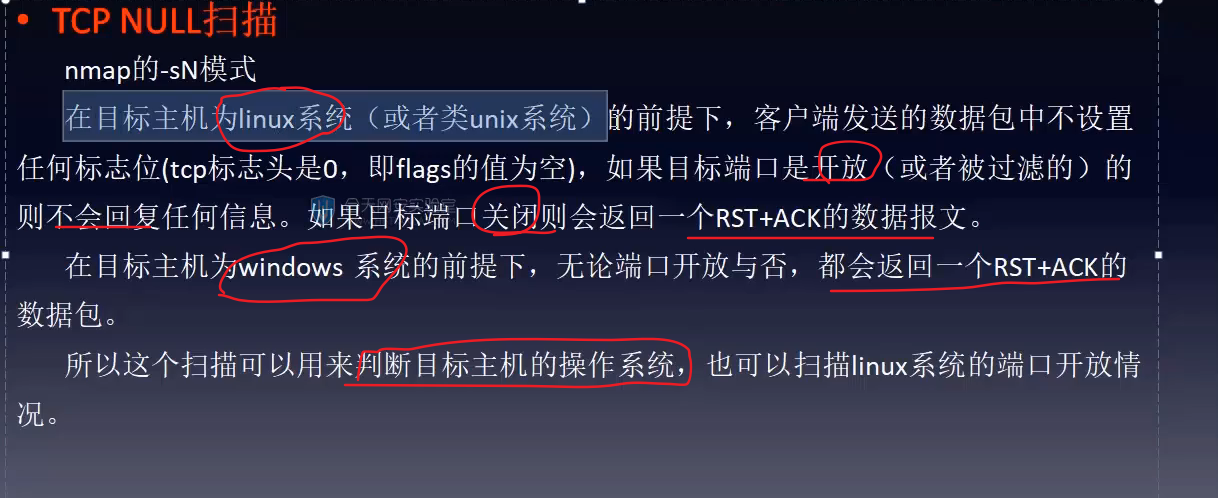 • TCP NULL扫描
nmap的-sN模式
在目标主机为linux系统（或者类unix系统）的前提下，客户端发送的数据包中不设置
任何标志位(tcp标志头是0，即flags的值为空)，如果目标端口是开放（或者被过滤的）的
则不会回复任何信息。如果目标端口关闭则会返回一个RST+ACK的数据报文。
在目标主机为windows 系统的前提下，无论端口开放与否，都会返回一个RST+ACK的
数据包。
所以这个扫描可以用来判断目标主机的操作系统，也可以扫描linux系统的端口开放情
况。